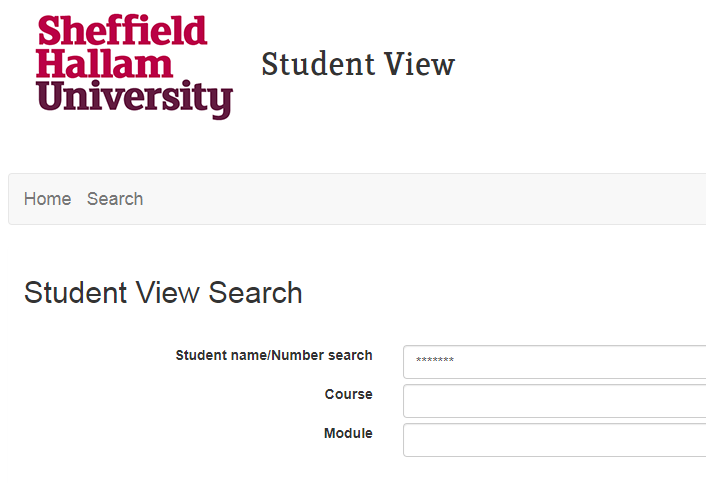 Sheffield
Hallam
University
Student View
Home Search
Student View Search
Student name/Number search *******
Course
Module